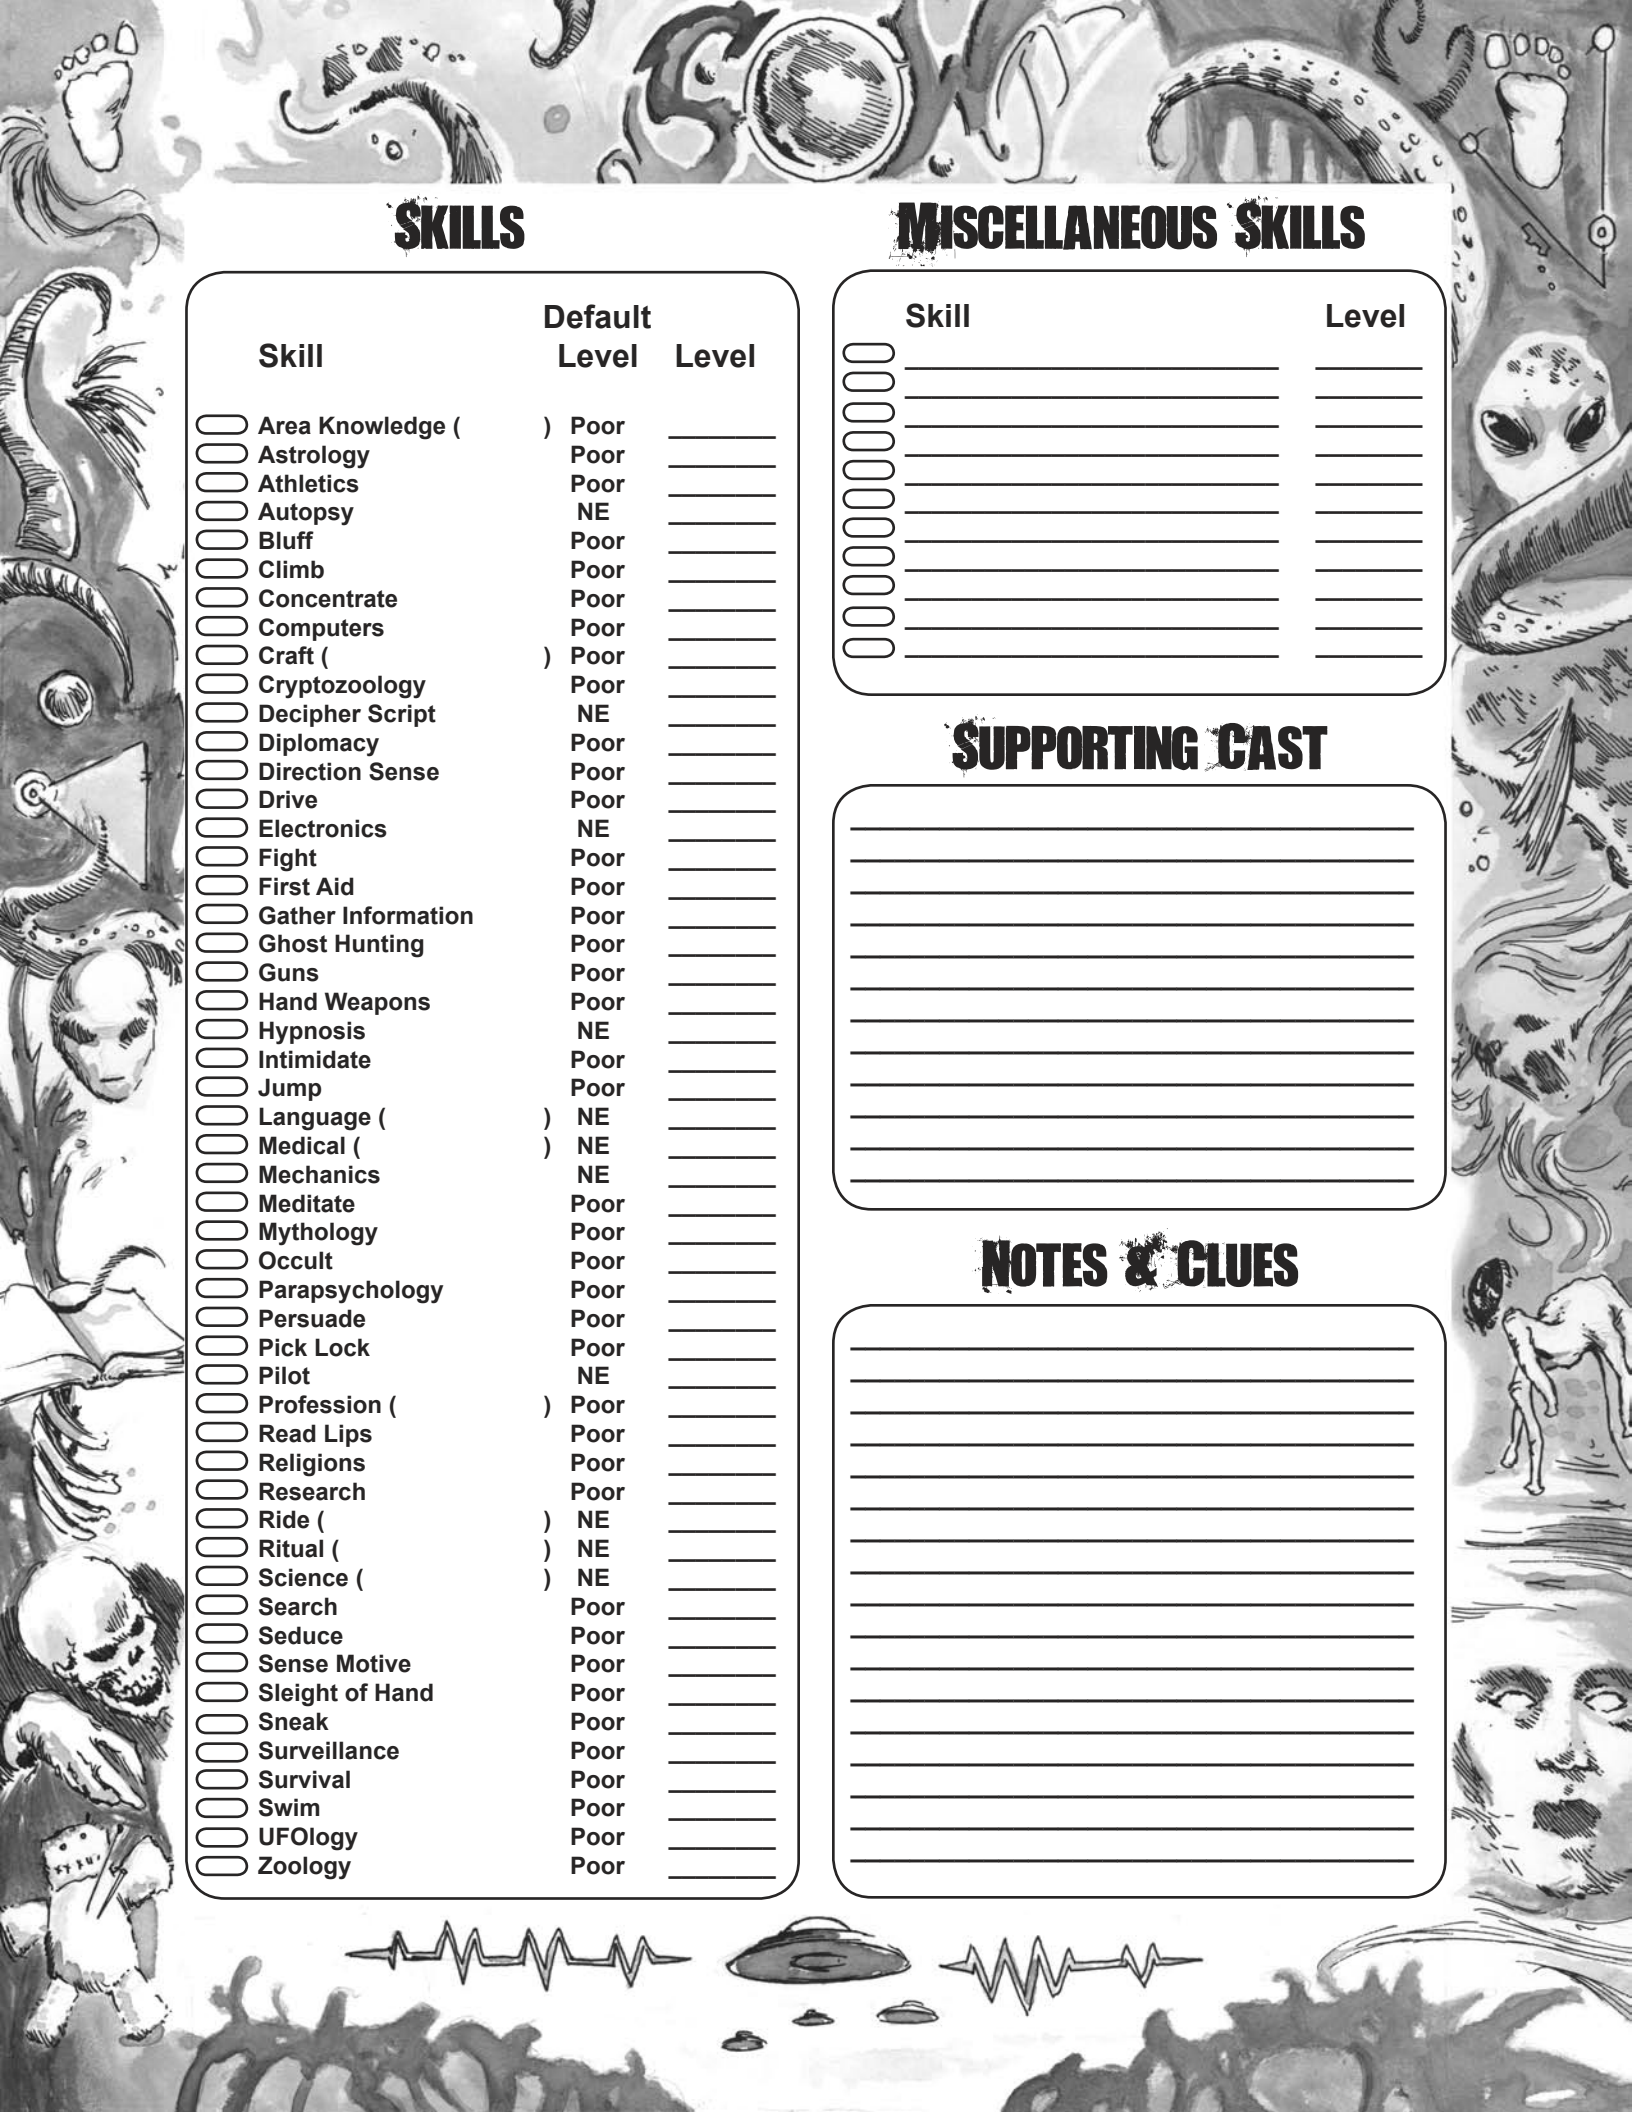 Skills
Default
Skill Level Level
Area Knowledge ( ) Poor
Astrology Poor
Athletics Poor
Autopsy NE
Bluff Poor
Climb Poor
Concentrate Poor
Computers Poor
Craft ( ) Poor
Cryptozoology Poor
Decipher Script NE
Diplomacy Poor
Direction Sense Poor
Drive Poor
Electronics NE
Fight Poor
First Aid Poor
Gather Information Poor
Ghost Hunting Poor
Guns Poor
Hand Weapons Poor
Hypnosis NE
Intimidate Poor
Jump Poor
Language ( ) NE
Medical ( ) NE
Mechanics NE
Meditate Poor
Mythology Poor
Occult Poor
Parapsychology Poor
Persuade Poor
Pick Lock Poor
Pilot NE
Profession ( ) Poor
Read Lips Poor
Religions Poor
Research Poor
Ride ( ) NE
Ritual ( ) NE
Science ( ) NE
Search Poor
Seduce Poor
Sense Motive Poor
Sleight of Hand Poor
Sneak Poor
Surveillance Poor
Survival Poor
Swim Poor
UFOlogy Poor
Zoology Poor
Miscellaneous Skills
Skill Level
Supporting Cast
Notes & Clues